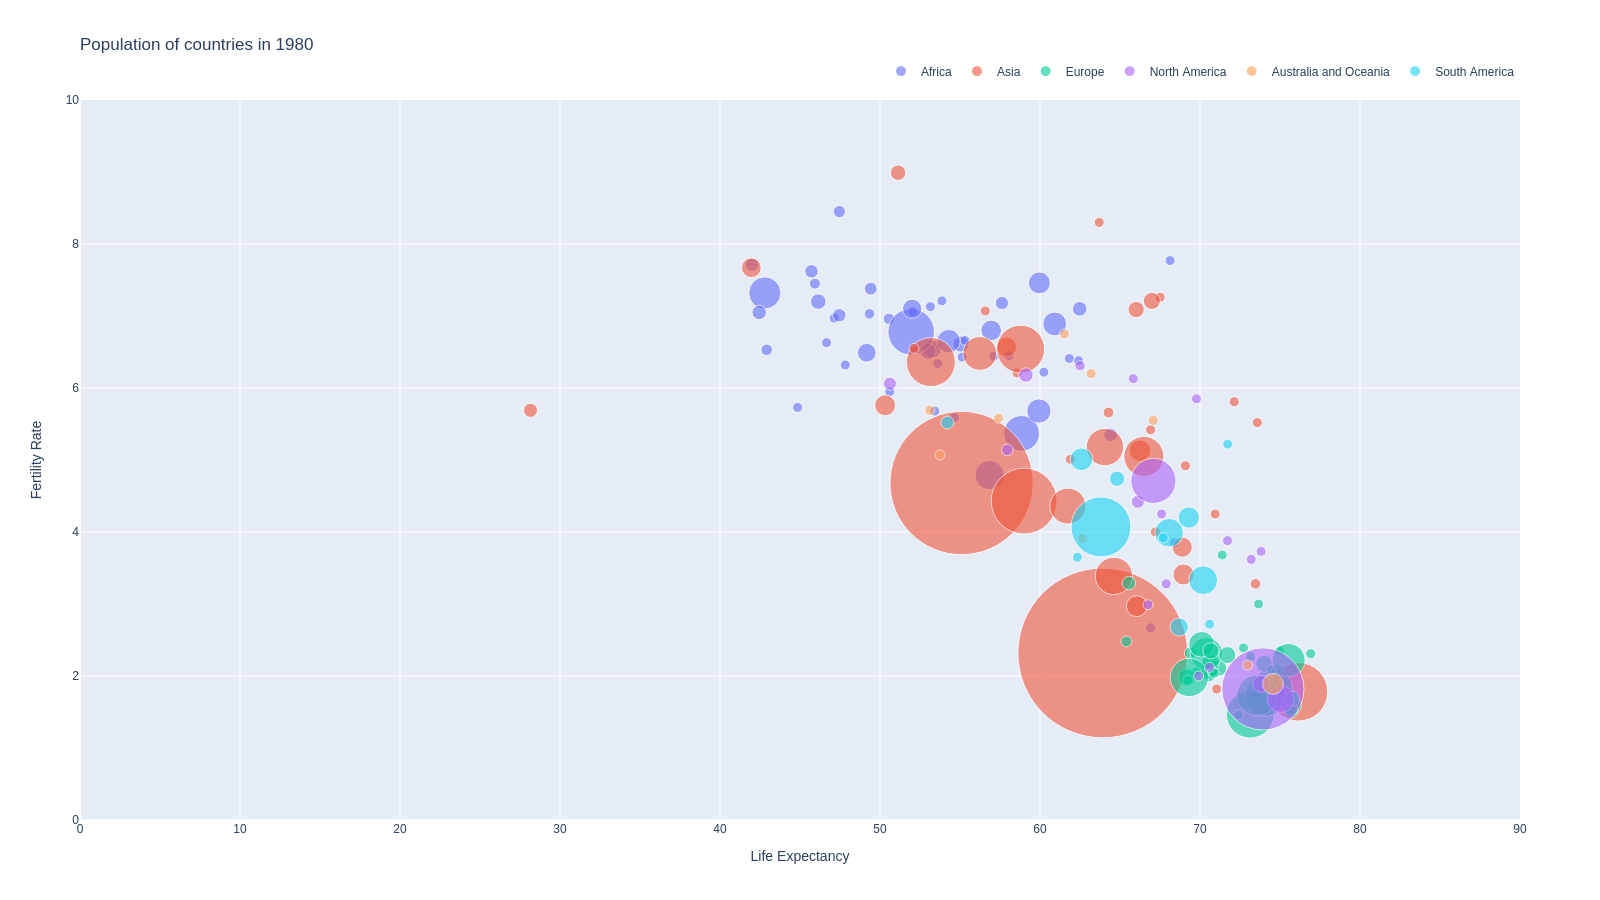 Population of countries in 1980
Africa Asia Europe North America Australia and Oceania South America
10
8
6
4
2
0
Fertility Rate
0 10 20 30 40 50 60 70 80 90
Life Expectancy